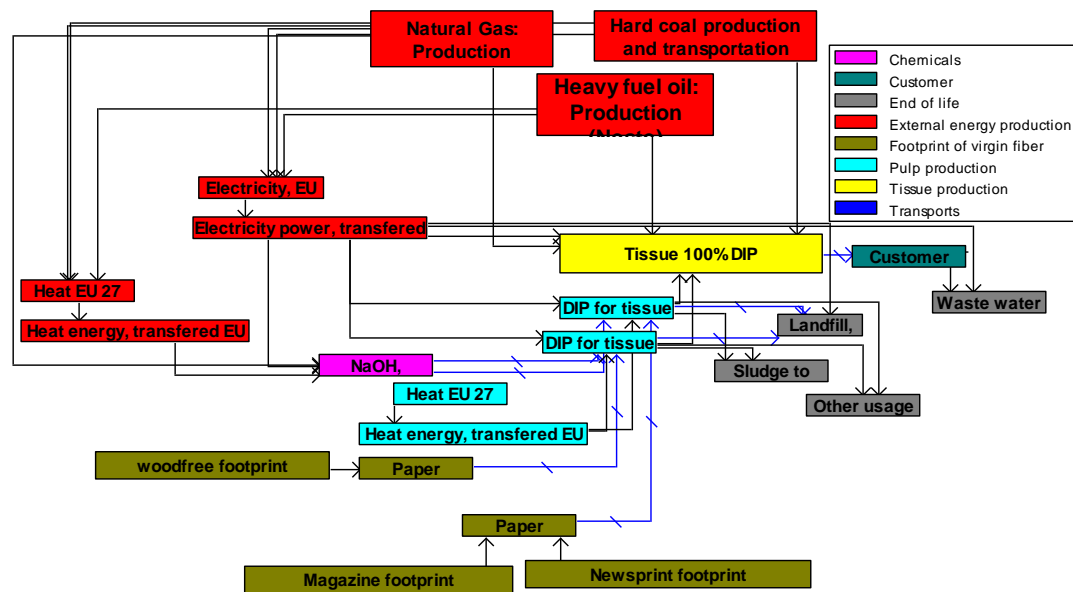 Natural Gas:
Production
Hard coal production
and transportation
Heavy fuel oil:
Production
Chemicals
Customer
End of life
External energy production
Footprint of virgin fiber
Pulp production
Tissue production
Transports
Electricity, EU
Electricity power, transfered
Tissue 100% DIP
Customer
Heat EU 27
Waste water
DIP for tissue
Heat energy, transfered EU
Landfill,
DIP for tissue
NaOH,
Sludge to
Heat EU 27
Other usage
Heat energy, transfered EU
woodfree footprint
Paper
Paper
Magazine footprint
Newsprint footprint